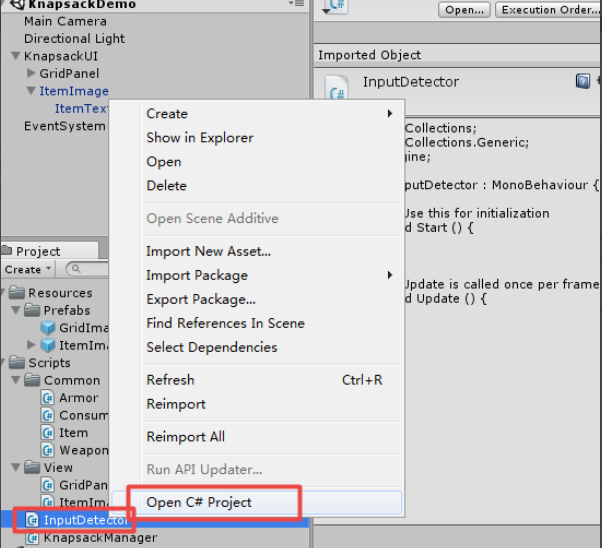 KnapsackDemo
Main Camera
Directional Light
KnapsackUI
GridPanel
ItemImage
ItemText
EventSystem
Open...
Execution Order...
Imported Object
InputDetector
Collections;
Collections.Generic;
ine;
putDetector : MonoBehaviour {
Use this for initialization
d Start () {
Update is called once per frame
d Update () {
Create
Show in Explorer
Open
Delete
Open Scene Additive
Import New Asset...
Import Package
Export Package...
Find References In Scene
Select Dependencies
Refresh Ctrl+R
Reimport
Reimport All
Run API Updater...
Open C# Project
Project
Create
Resources
Prefabs
GridIma
ItemIm
Scripts
Common
Armor
Consum
Item
Weapon
View
GridPan
ItemIm
InputDetector
KnapsackManager